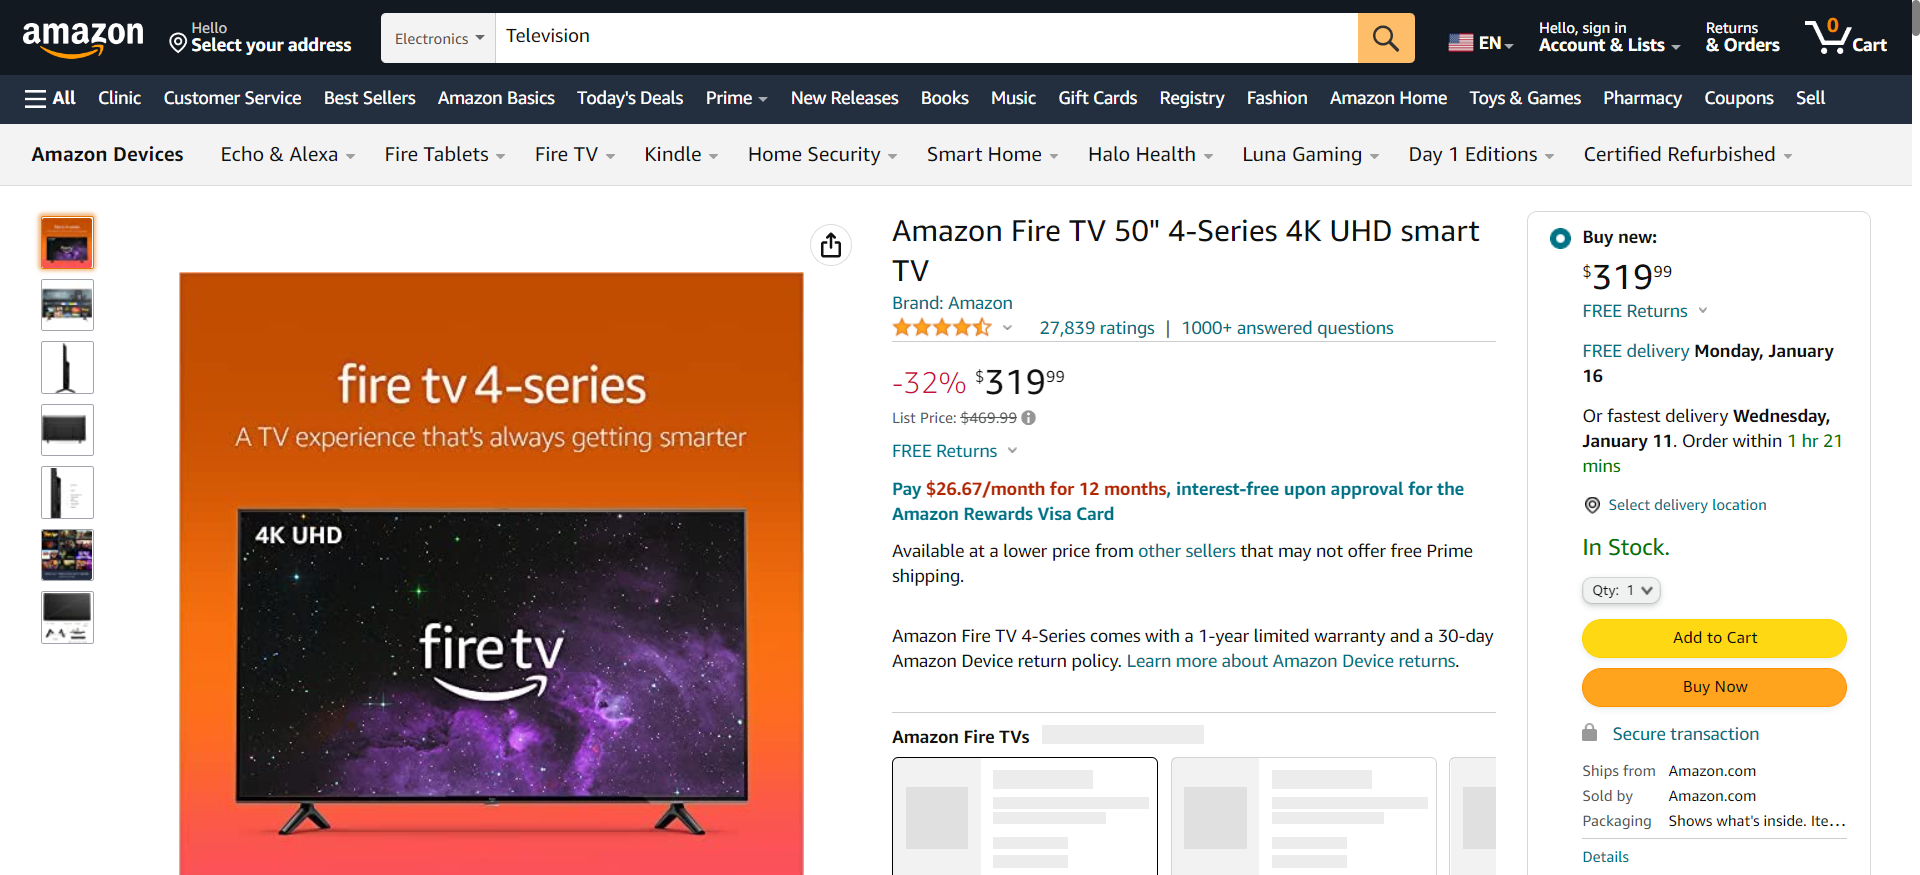 amazon
Hello
Select your address
Electronics
Television
EN
Hello, sign in
Account & Lists
Returns
& Orders
0
Cart
All
Clinic
Customer Service
Best Sellers
Amazon Basics
Today's Deals
Prime
New Releases
Books
Music
Gift Cards
Registry
Fashion
Amazon Home
Toys & Games
Pharmacy
Coupons
Sell
Amazon Devices
Echo & Alexa
Fire Tablets
Fire TV
Kindle
Home Security
Smart Home
Halo Health
Luna Gaming
Day 1 Editions
Certified Refurbished
fire tv 4-series
A TV experience that's always getting smarter
4K UHD
fire tv
Amazon Fire TV 50" 4-Series 4K UHD smart
TV
Brand: Amazon
27,839 ratings | 1000+ answered questions
-32% $319 99
List Price: $469.99
FREE Returns
Pay $26.67/month for 12 months, interest-free upon approval for the
Amazon Rewards Visa Card
Available at a lower price from other sellers that may not offer free Prime
shipping.
Amazon Fire TV 4-Series comes with a 1-year limited warranty and a 30-day
Amazon Device return policy. Learn more about Amazon Device returns.
Amazon Fire TVs
Buy new:
$319 99
FREE Returns
FREE delivery Monday, January
16
Or fastest delivery Wednesday,
January 11. Order within 1 hr 21
mins
Select delivery location
In Stock.
Qty: 1
Add to Cart
Buy Now
Secure transaction
Ships from Amazon.com
Sold by Amazon.com
Packaging Shows what's inside. Ite…
Details